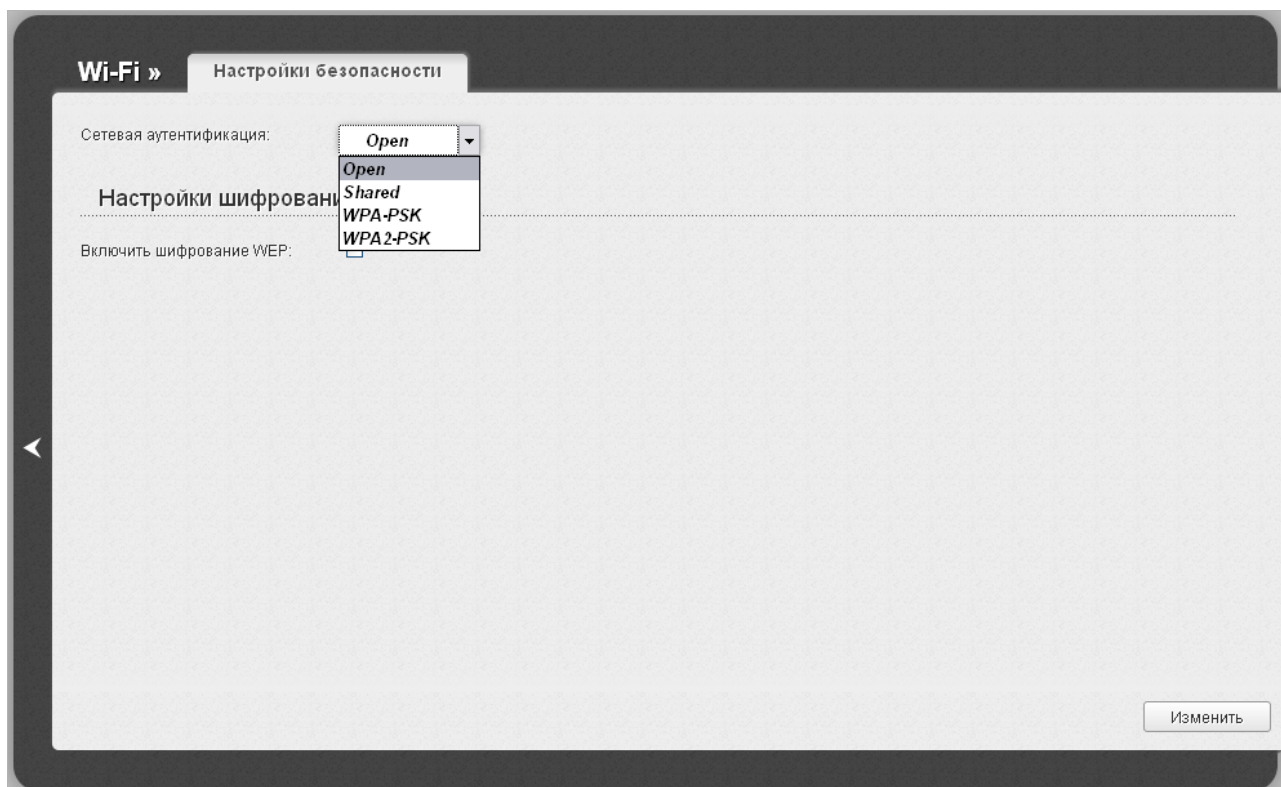 Wi-Fi » Настройки безопасности
Сетевая аутентификация: Open
Open
Настройки шифровани
Shared
WPA-PSK
WPA2-PSK
Включить шифрование WEP:
Изменить